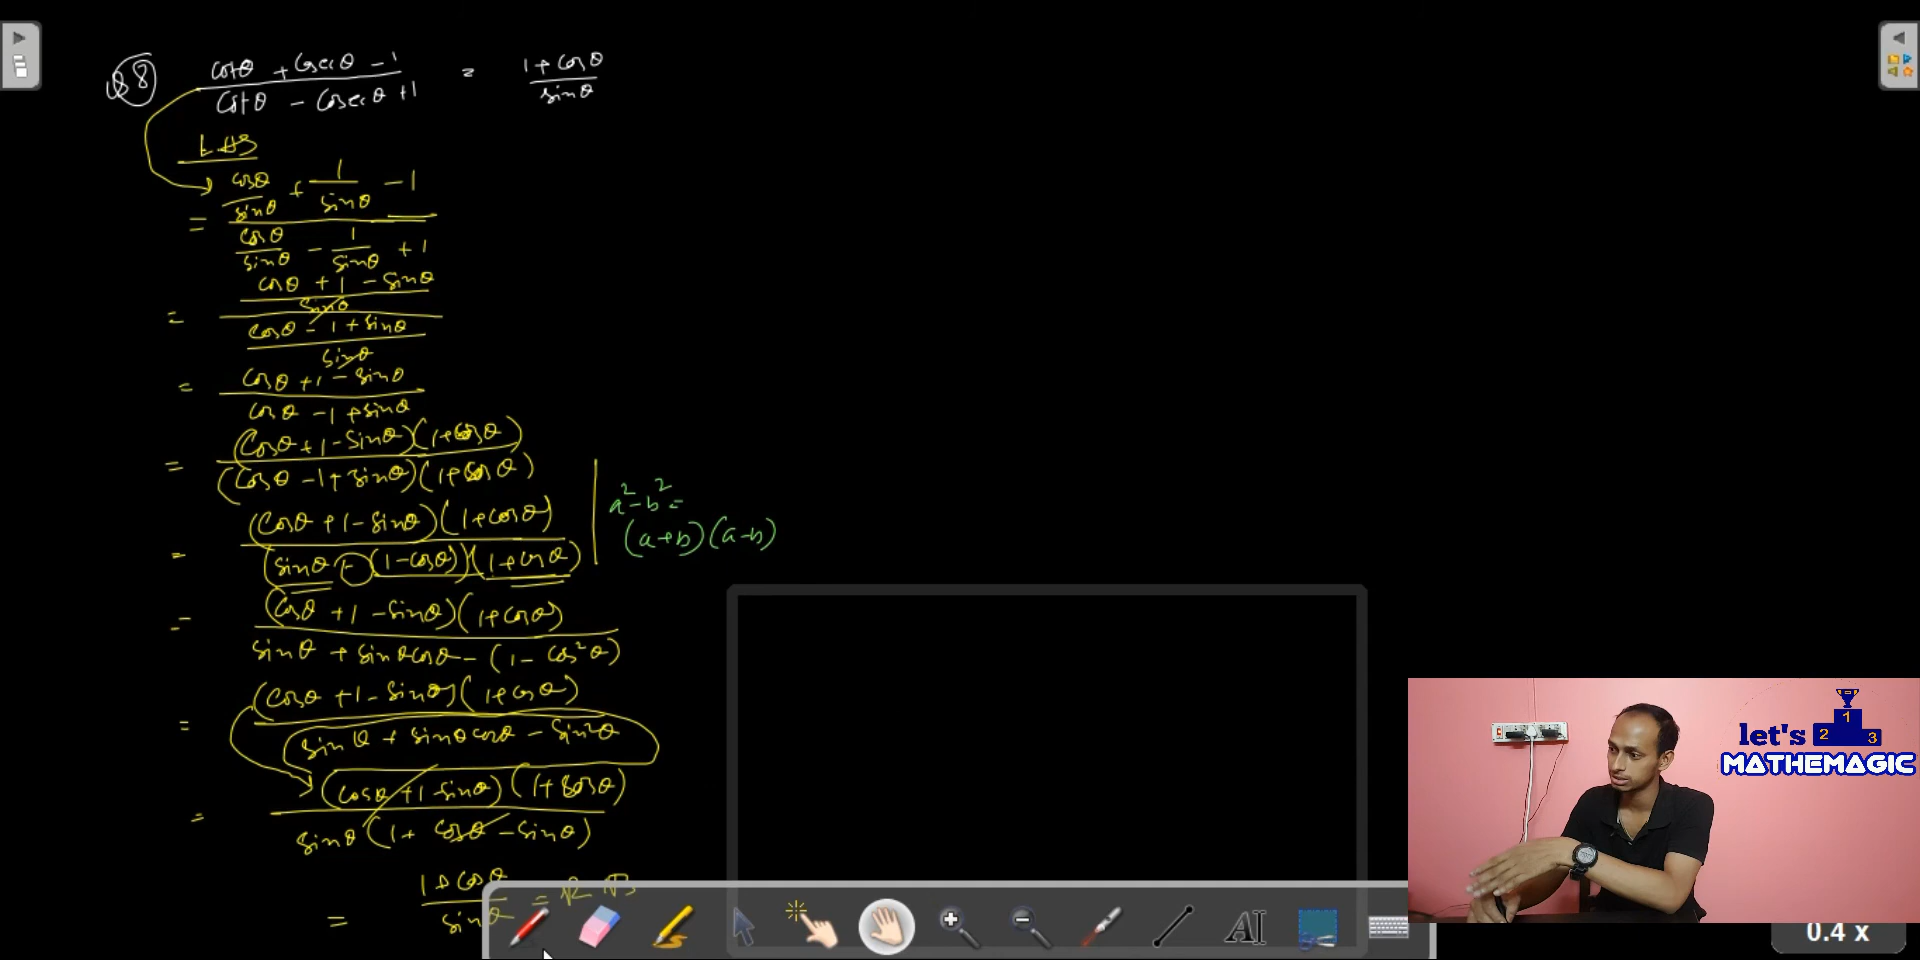 Q8 (cotθ + cosecθ - 1)/(cotθ - cosecθ + 1) = (1 + cosθ)/sinθ
LHS
= (cosθ/sinθ + 1/sinθ - 1)/(cosθ/sinθ - 1/sinθ + 1)
= ((cosθ + 1 - sinθ)/sinθ)/((cosθ - 1 + sinθ)/sinθ)
= (cosθ + 1 - sinθ)/(cosθ - 1 + sinθ)
= (cosθ + 1 - sinθ)(1 + cosθ)/(cosθ - 1 + sinθ)(1 + cosθ)
= (cosθ + 1 - sinθ)(1 + cosθ)/(sinθ - (1 - cosθ))(1 + cosθ)
a² - b² =
(a+b)(a-b)
= (cosθ + 1 - sinθ)(1 + cosθ)/sinθ + sinθcosθ - (1 - cos²θ)
= (cosθ + 1 - sinθ)(1 + cosθ)/sinθ + sinθcosθ - sin²θ
= (cosθ + 1 - sinθ)(1 + cosθ)/sinθ(1 + cosθ - sinθ)
= (1 + cosθ)/sinθ = RHS
let's 2 1 3
MATHEMAGIC
AI
0.4 x